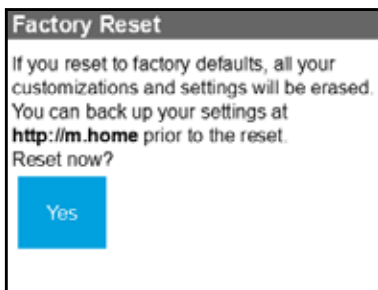 Factory Reset
If you reset to factory defaults, all your
customizations and settings will be erased.
You can back up your settings at
http://m.home prior to the reset.
Reset now?
Yes